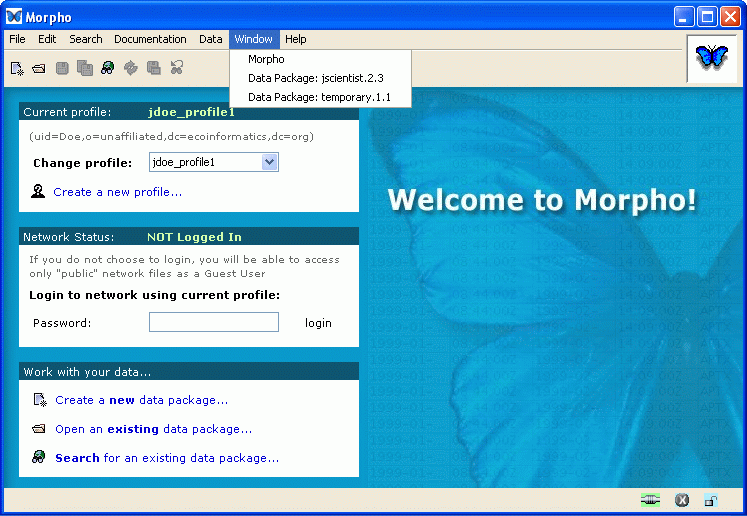 Morpho
File Edit Search Documentation Data Window Help
Morpho
Data Package: jscientist.2.3
Data Package: temporary.1.1
Current profile: jdoe_profile1
(uid=Doe,o=unaffiliated,dc=ecoinformatics,dc=org)
Change profile: jdoe_profile1
Create a new profile...
Welcome to Morpho!
Network Status: NOT Logged In
If you do not choose to login, you will be able to access
only "public" network files as a Guest User
Login to network using current profile:
Password: login
Work with your data...
Create a new data package...
Open an existing data package...
Search for an existing data package...